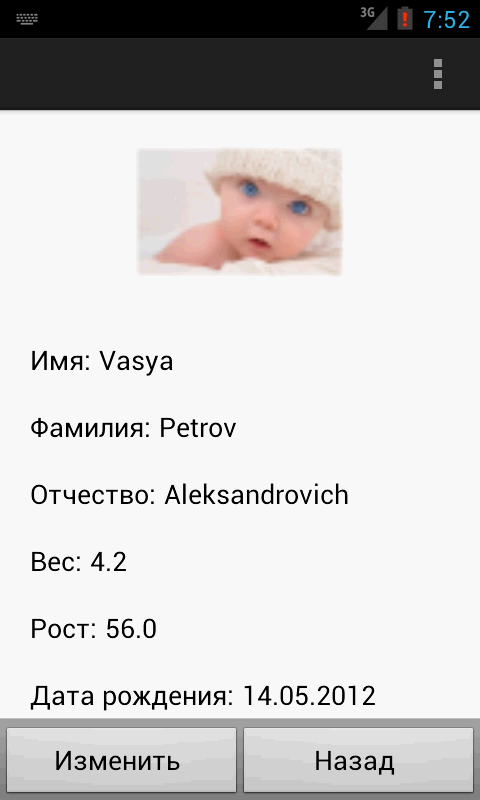 3G 7:52
Имя: Vasya
Фамилия: Petrov
Отчество: Aleksandrovich
Вес: 4.2
Рост: 56.0
Дата рождения: 14.05.2012
Изменить Назад